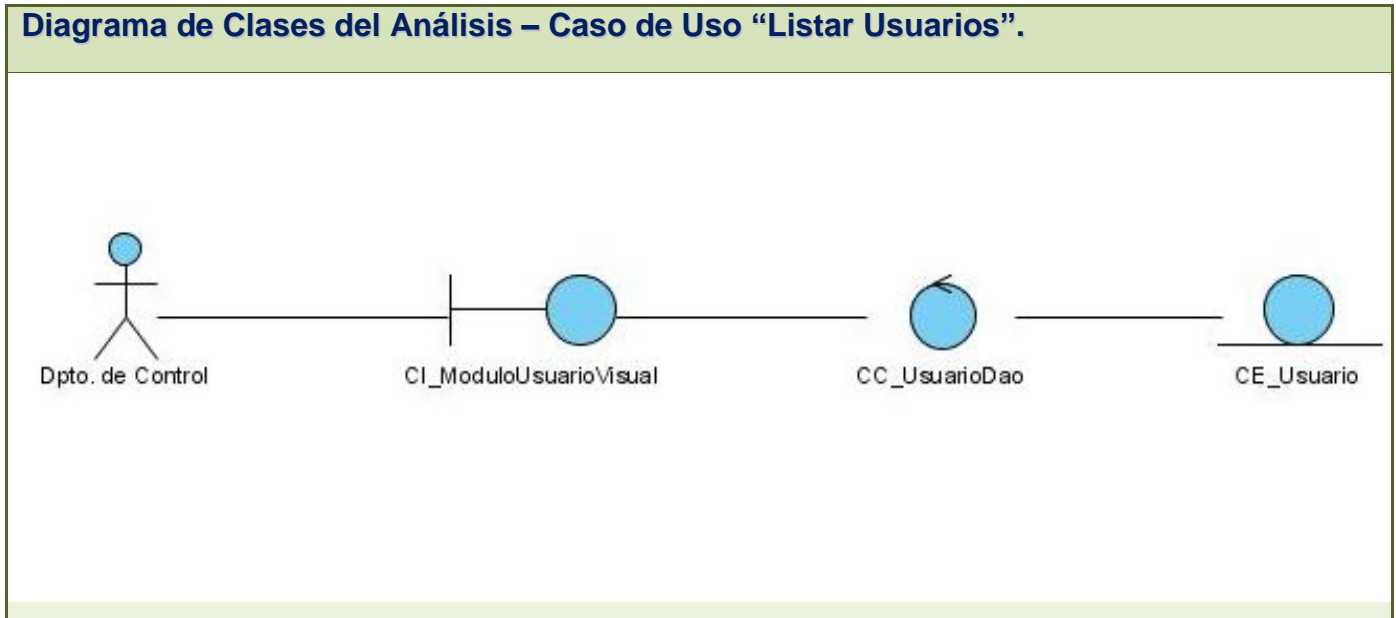 Diagrama de Clases del Análisis – Caso de Uso “Listar Usuarios”.
Dpto. de Control
CI_ModuloUsuarioVisual
CC_UsuarioDao
CE_Usuario